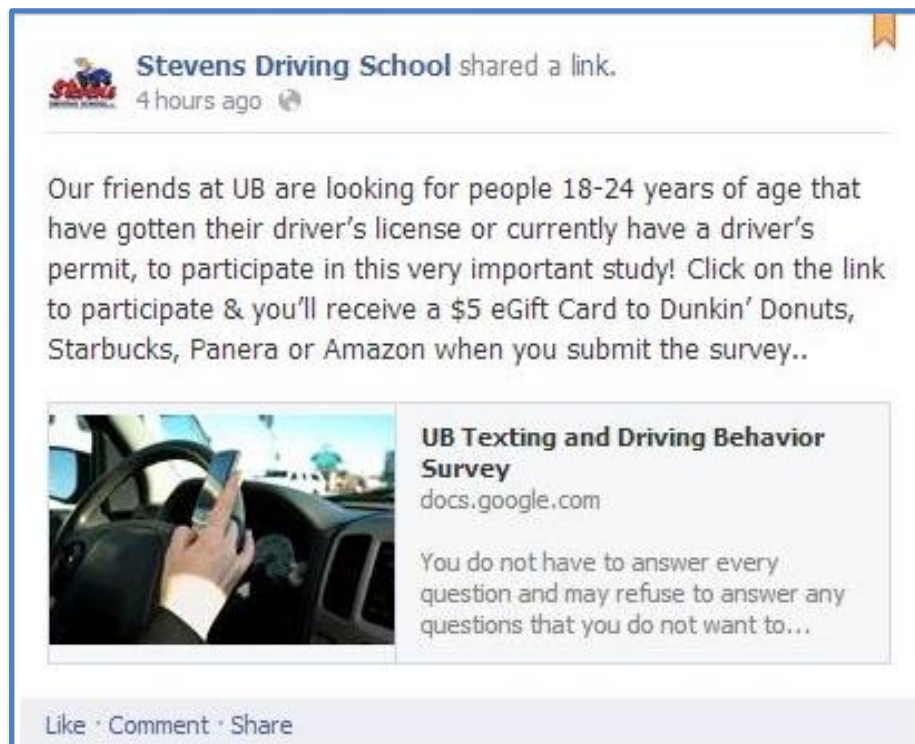 Stevens
Stevens Driving School shared a link.
4 hours ago
Our friends at UB are looking for people 18-24 years of age that
have gotten their driver's license or currently have a driver's
permit, to participate in this very important study! Click on the link
to participate & you'll receive a $5 eGift Card to Dunkin' Donuts,
Starbucks, Panera or Amazon when you submit the survey..
UB Texting and Driving Behavior
Survey
docs.google.com
You do not have to answer every
question and may refuse to answer any
questions that you do not want to...
Like · Comment · Share